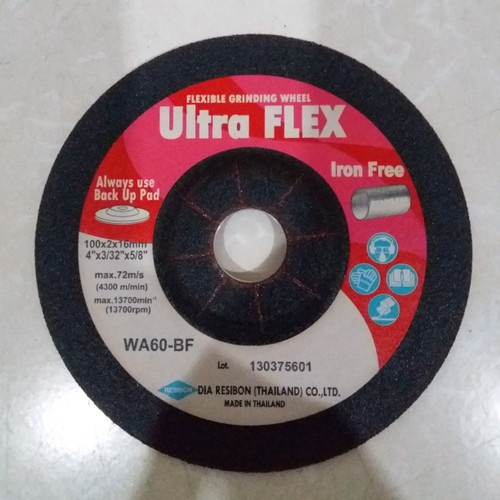 FLEXIBLE GRINDING WHEEL
Ultra FLEX
Iron Free
Always use
Back Up Pad
100x2x16mm
4"x3/32"x5/8"
max.72m/s
(4300 m/min)
max.13700min⁻¹
(13700rpm)
WA60-BF
Lot. 130375601
RESIBON DIA RESIBON (THAILAND) CO.,LTD.
MADE IN THAILAND